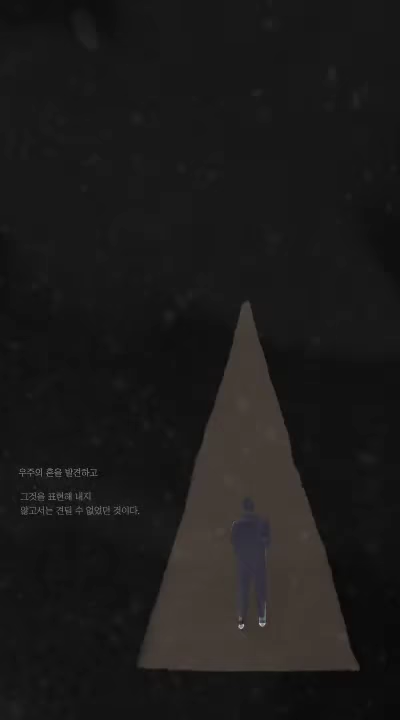 우주의 혼을 발견하고
그것을 표현해 내지
않고서는 견딜 수 없었던 것이다.